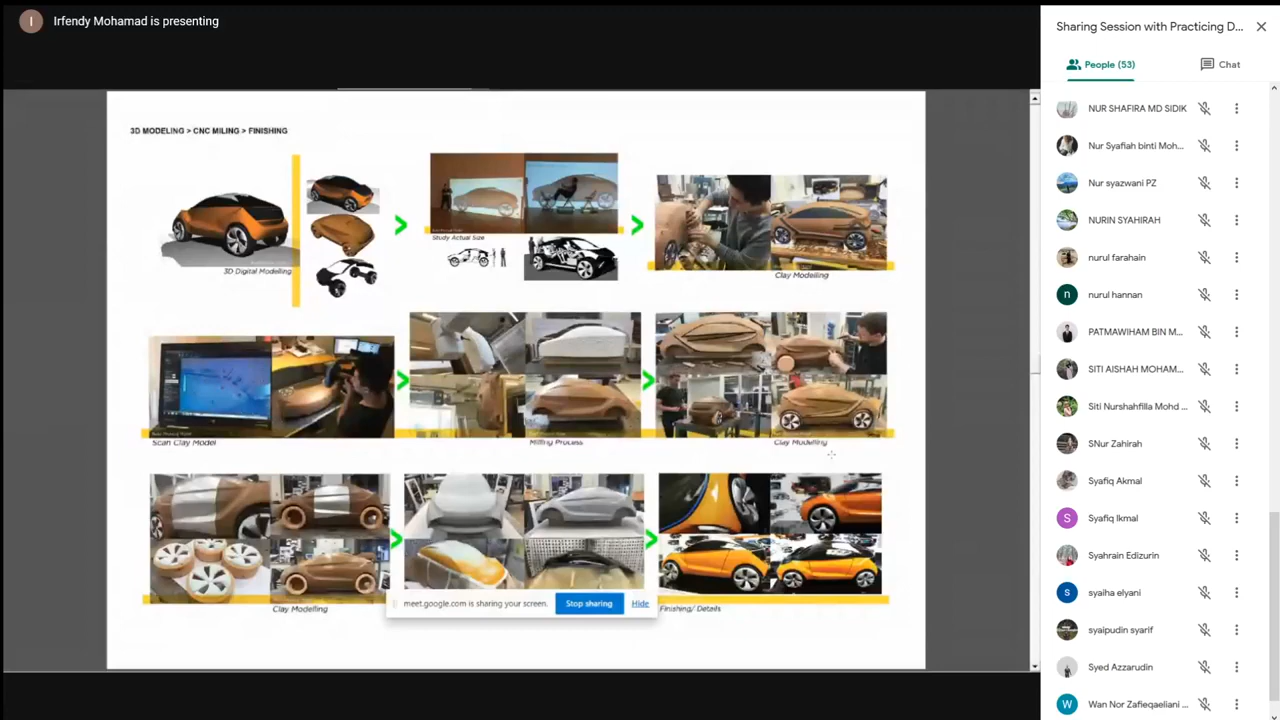 I
Irfendy Mohamad is presenting
3D MODELING > CNC MILING > FINISHING
3D Digital Modelling
Study Actual Size
Clay Modelling
Scan Clay Model
Milling Process
Clay Modelling
Clay Modelling
Finishing/ Details
meet.google.com is sharing your screen.
Stop sharing
Hide
Sharing Session with Practicing D...
People (53)
Chat
NUR SHAFIRA MD SIDIK
Nur Syafiah binti Moh...
Nur syazwani PZ
NURIN SYAHIRAH
nurul farahain
n
nurul hannan
PATMAWIHAM BIN M...
SITI AISHAH MOHAM...
Siti Nurshahfilla Mohd ...
SNur Zahirah
Syafiq Akmal
S
Syafiq Ikmal
Syahrain Edizurin
s
syaiha elyani
syaipudin syarif
Syed Azzarudin
W
Wan Nor Zafieqaeliani ...